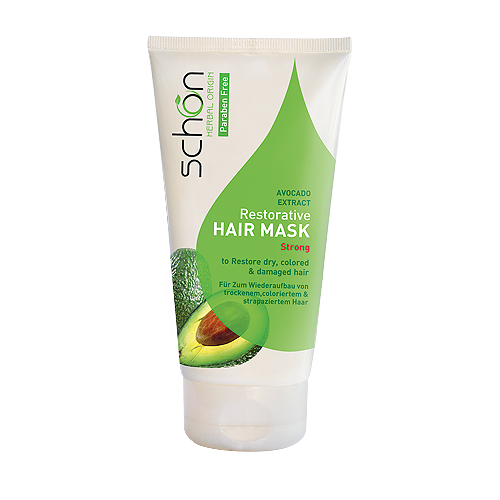 schön
HERBAL ORIGIN
Paraben Free
AVOCADO
EXTRACT
Restorative
HAIR MASK
Strong
to Restore dry, colored
& damaged hair
Für Zum Wiederaufbau von
trockenem,coloriertem &
strapaziertem Haar